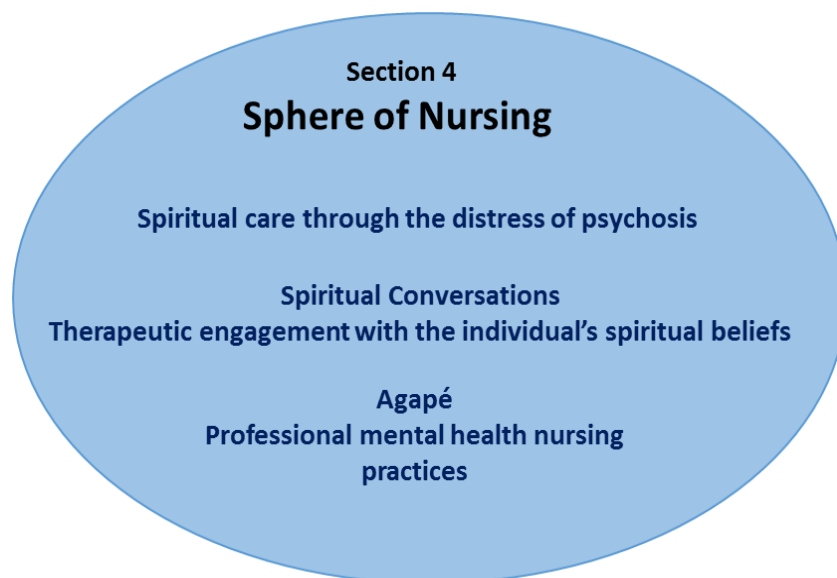 Section 4
Sphere of Nursing
Spiritual care through the distress of psychosis
Spiritual Conversations
Therapeutic engagement with the individual's spiritual beliefs
Agapé
Professional mental health nursing
practices